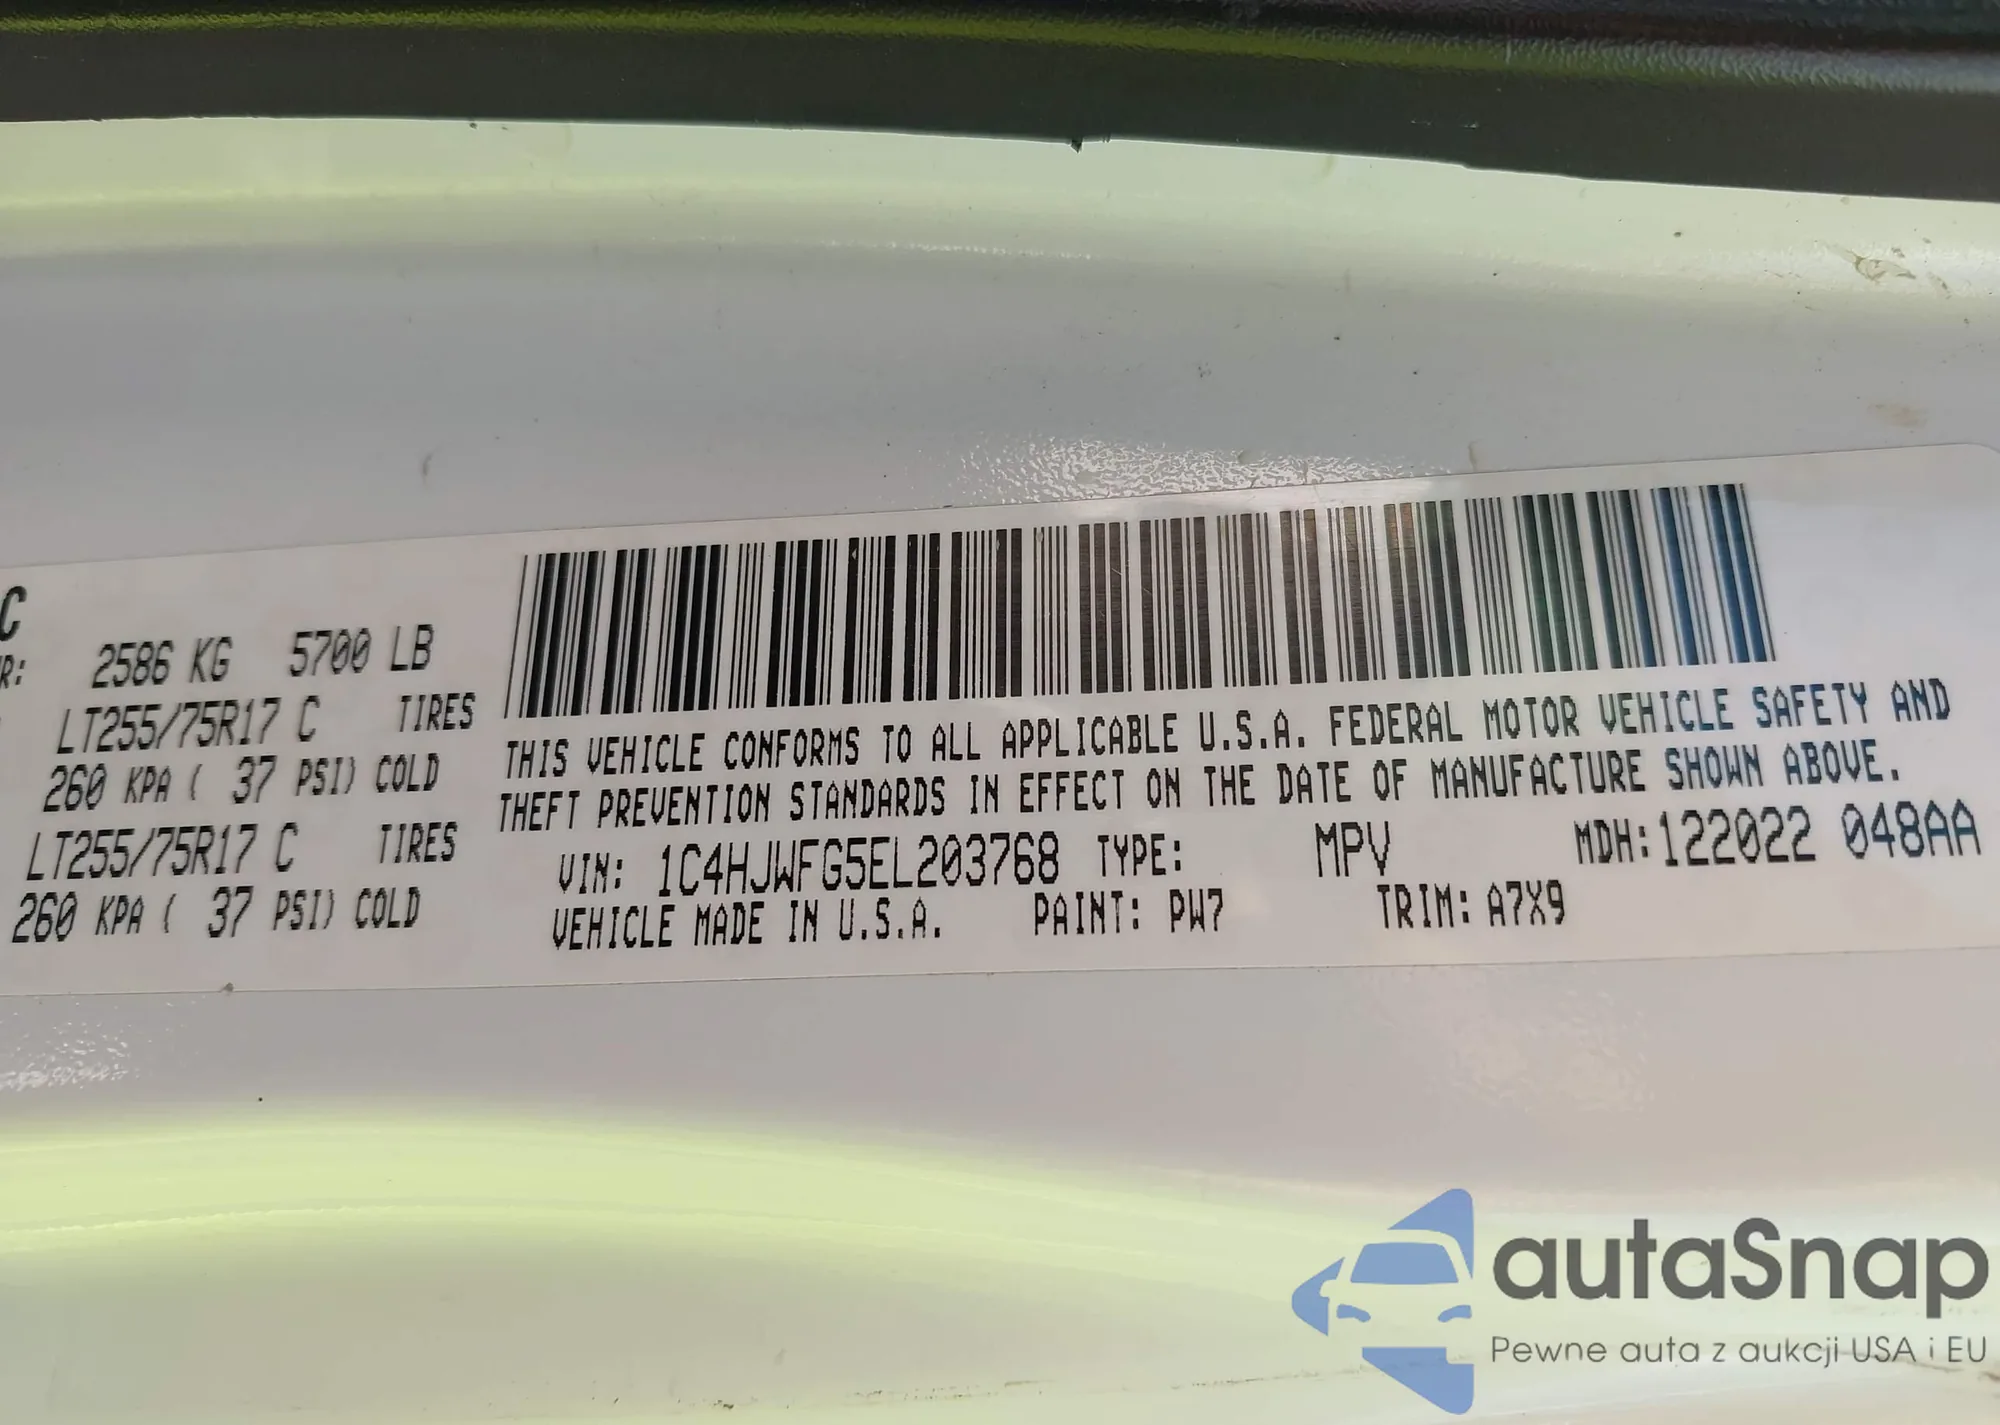 C
R: 2586 KG 5700 LB
LT255/75R17 C TIRES
260 KPA ( 37 PSI) COLD
LT255/75R17 C TIRES
260 KPA ( 37 PSI) COLD
THIS VEHICLE CONFORMS TO ALL APPLICABLE U.S.A. FEDERAL MOTOR VEHICLE SAFETY AND
THEFT PREVENTION STANDARDS IN EFFECT ON THE DATE OF MANUFACTURE SHOWN ABOVE.
VIN: 1C4HJWFG5EL203768 TYPE: MPV MDH:122022 048AA
VEHICLE MADE IN U.S.A. PAINT: PW7 TRIM: A7X9
autaSnap
Pewne auta z aukcji USA i EU